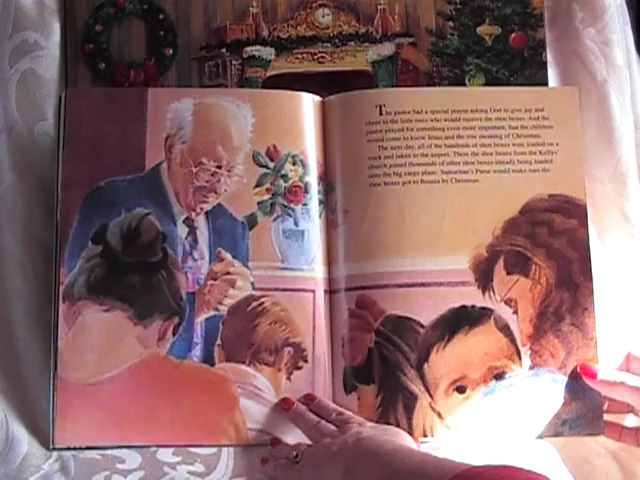 The pastor had a special prayer asking God to give joy and
cheer to the little ones who would receive the shoe boxes. And the
pastor prayed for something even more important, that the children
would come to know Jesus and the true meaning of Christmas.
The next day, all of the hundreds of shoe boxes were loaded on a
truck and taken to the airport. There the shoe boxes from the Kellys'
church joined thousands of other shoe boxes already being loaded
onto the big cargo plane. Samaritan's Purse would make sure the
shoe boxes got to Russia by Christmas.